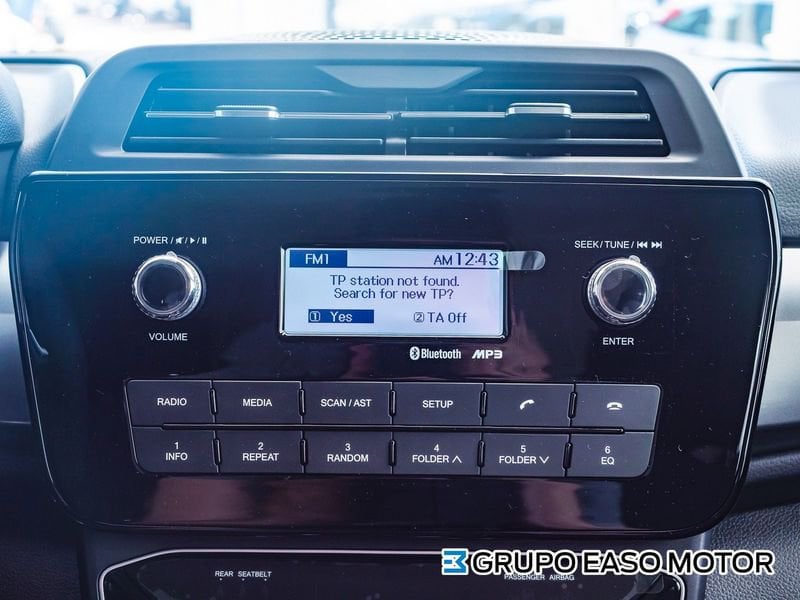 POWER / / /
SEEK / TUNE /
FM1 AM 12:43
TP station not found.
Search for new TP?
1 Yes 2 TA Off
VOLUME
ENTER
Bluetooth MP3
RADIO MEDIA SCAN / AST SETUP
1 2 3 4 5 6
INFO REPEAT RANDOM FOLDER FOLDER EQ
REAR SEATBELT
PASSENGER AIRBAG
GRUPO EASO MOTOR